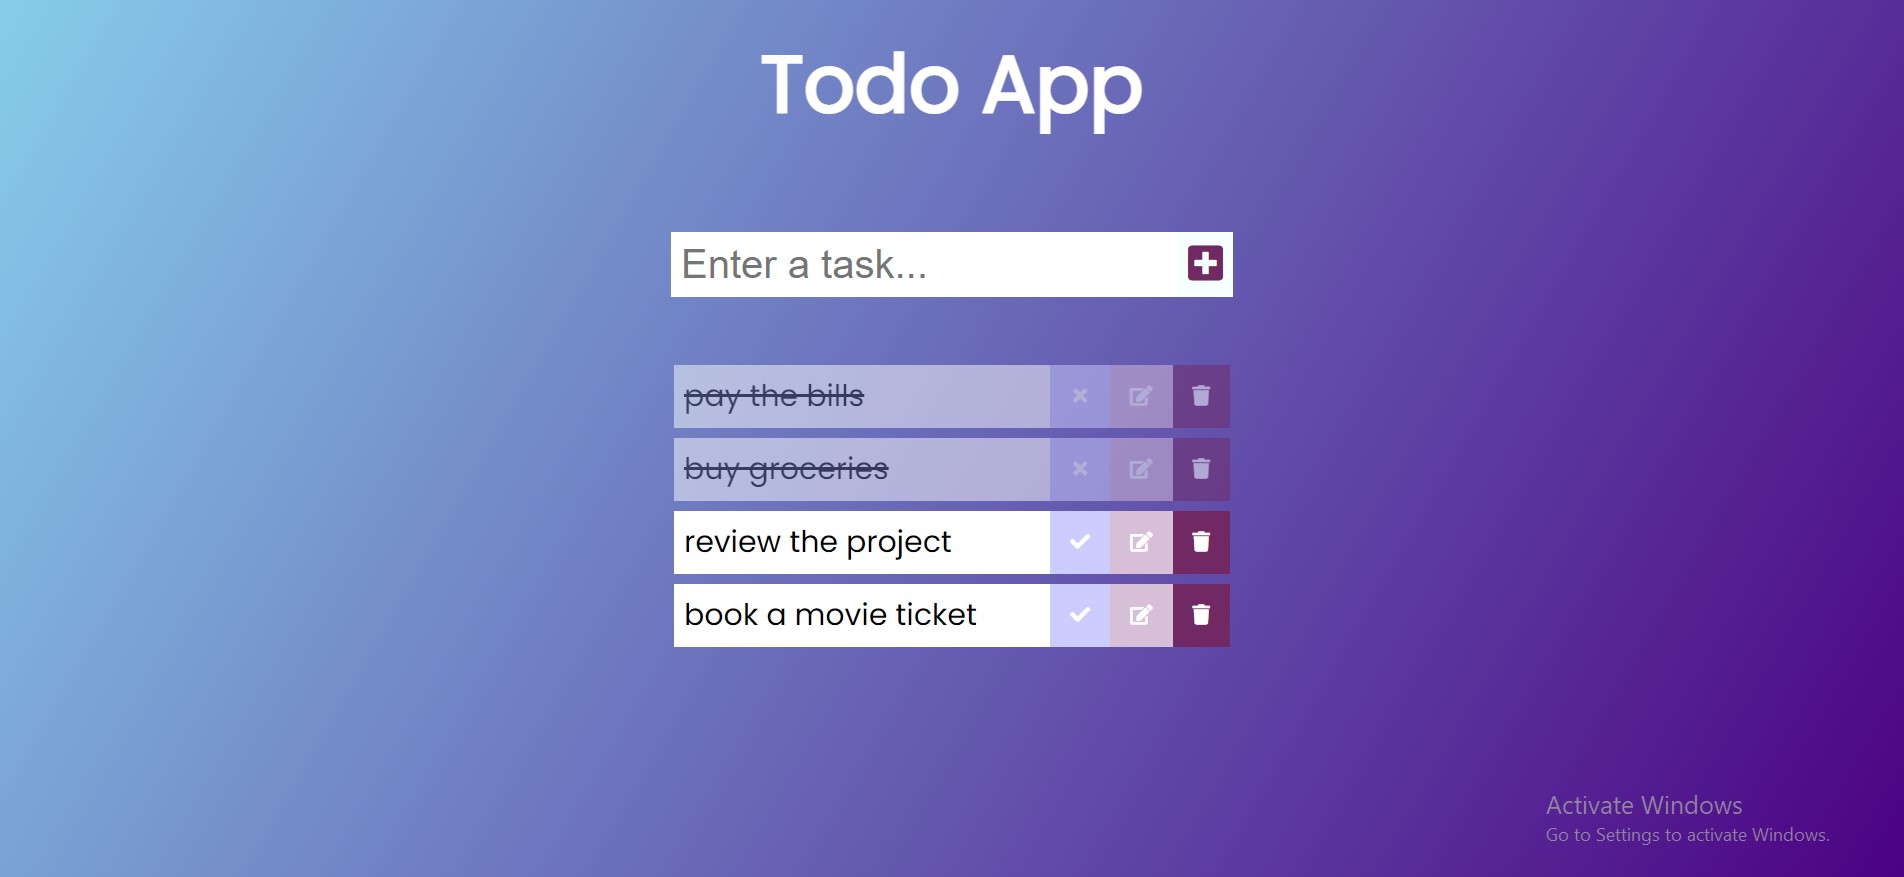 Todo App
Enter a task...
pay the bills
buy groceries
review the project
book a movie ticket
Activate Windows
Go to Settings to activate Windows.